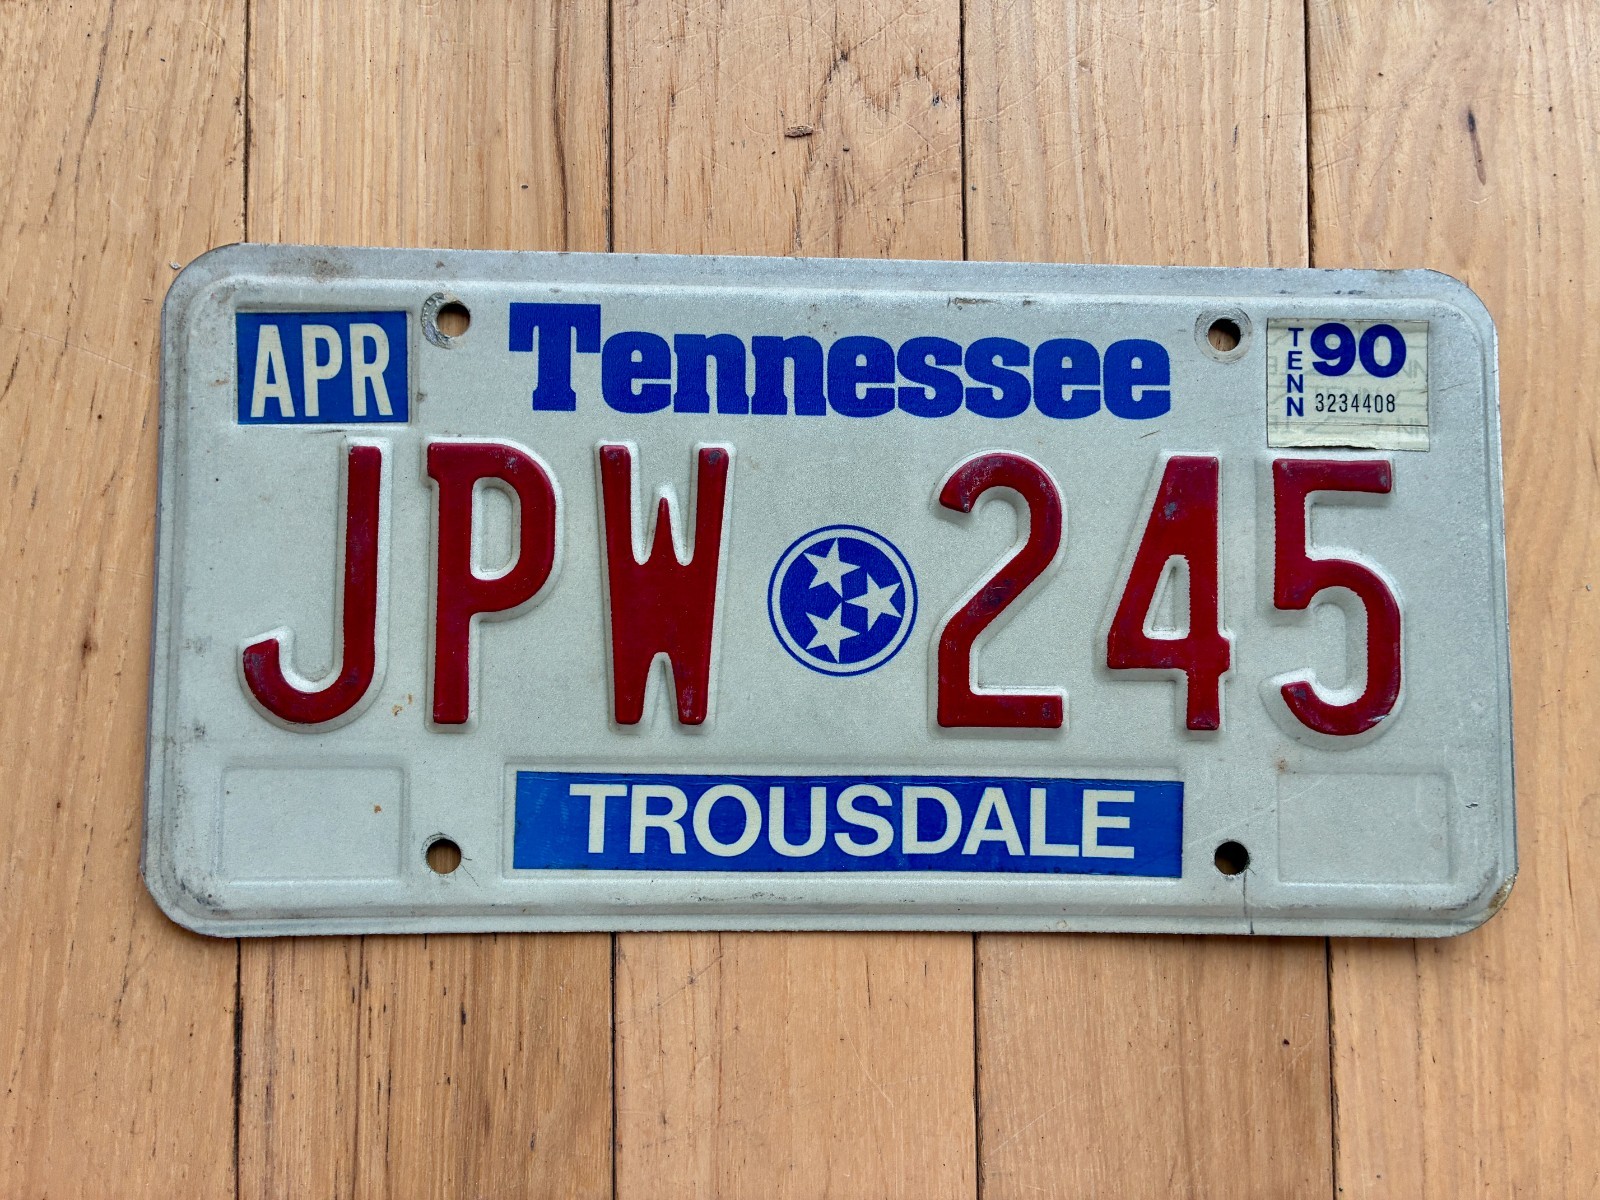 APR
Tennessee
TENN
90
3234408
JPW 245
TROUSDALE